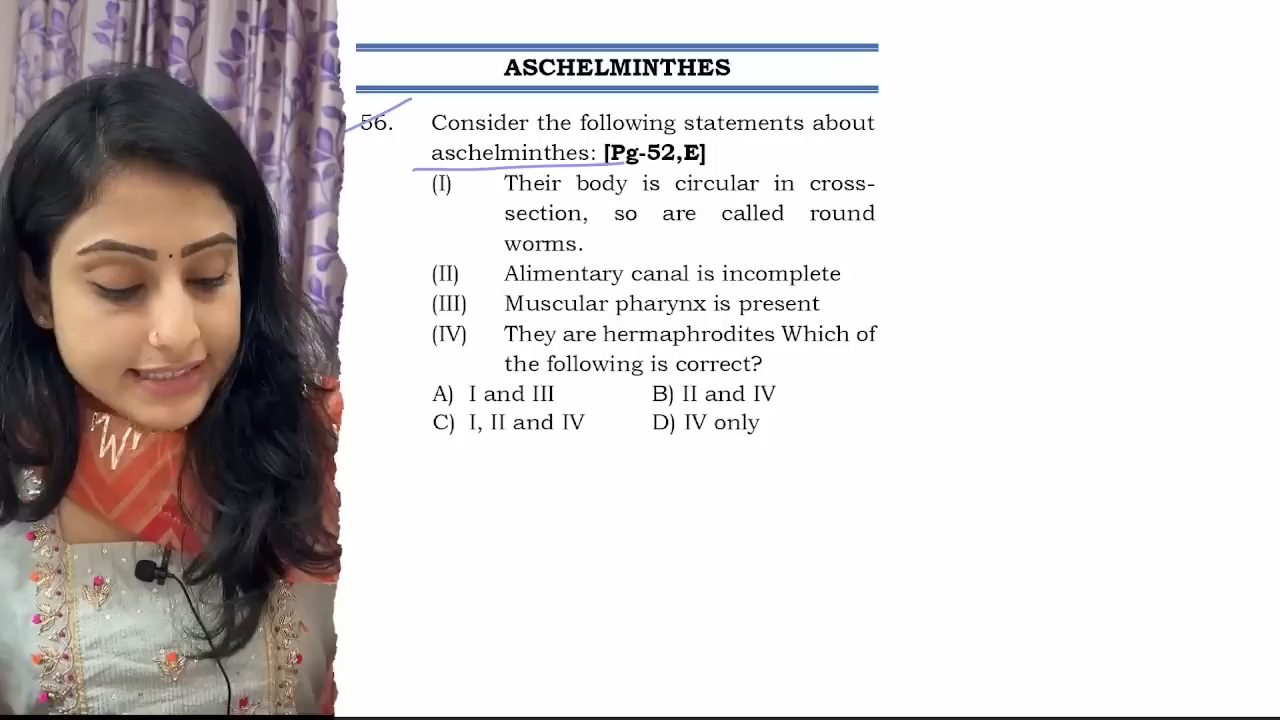 ASCHELMINTHES
56. Consider the following statements about
aschelminthes: [Pg-52,E]
(I) Their body is circular in cross-
section, so are called round
worms.
(II) Alimentary canal is incomplete
(III) Muscular pharynx is present
(IV) They are hermaphrodites Which of
the following is correct?
A) I and III B) II and IV
C) I, II and IV D) IV only